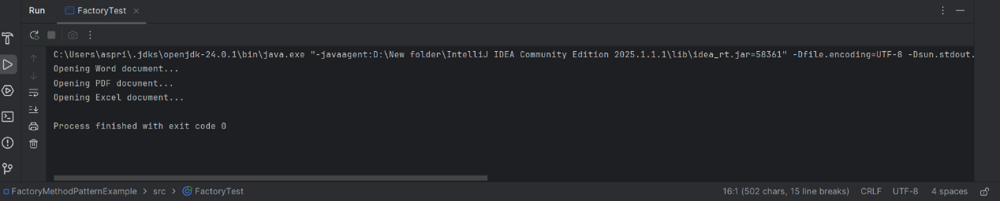 Run FactoryTest
C:\Users\aspri\.jdks\openjdk-24.0.1\bin\java.exe "-javaagent:D:\New folder\IntelliJ IDEA Community Edition 2025.1.1.1\lib\idea_rt.jar=58361" -Dfile.encoding=UTF-8 -Dsun.stdout.
Opening Word document...
Opening PDF document...
Opening Excel document...
Process finished with exit code 0
FactoryMethodPatternExample > src > FactoryTest 16:1 (502 chars, 15 line breaks) CRLF UTF-8 4 spaces